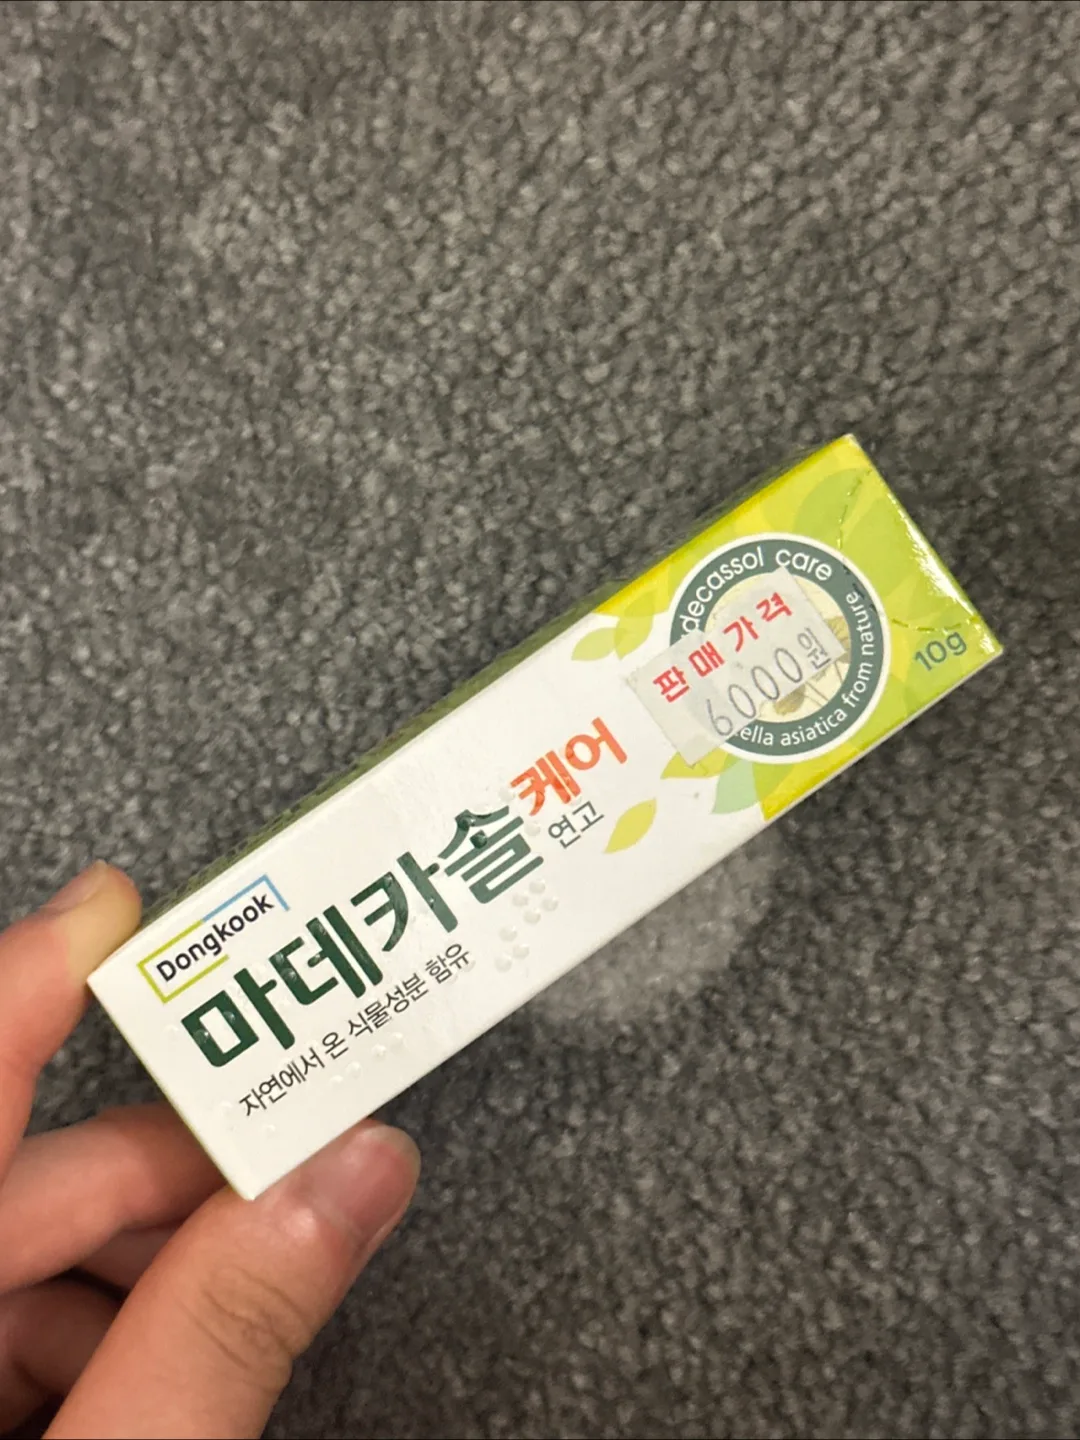 Dongkook
마데카솔케어
연고
자연에서 온 식물성분 함유
decassol care
ella asiatica from nature
판매가격
6000원
10g